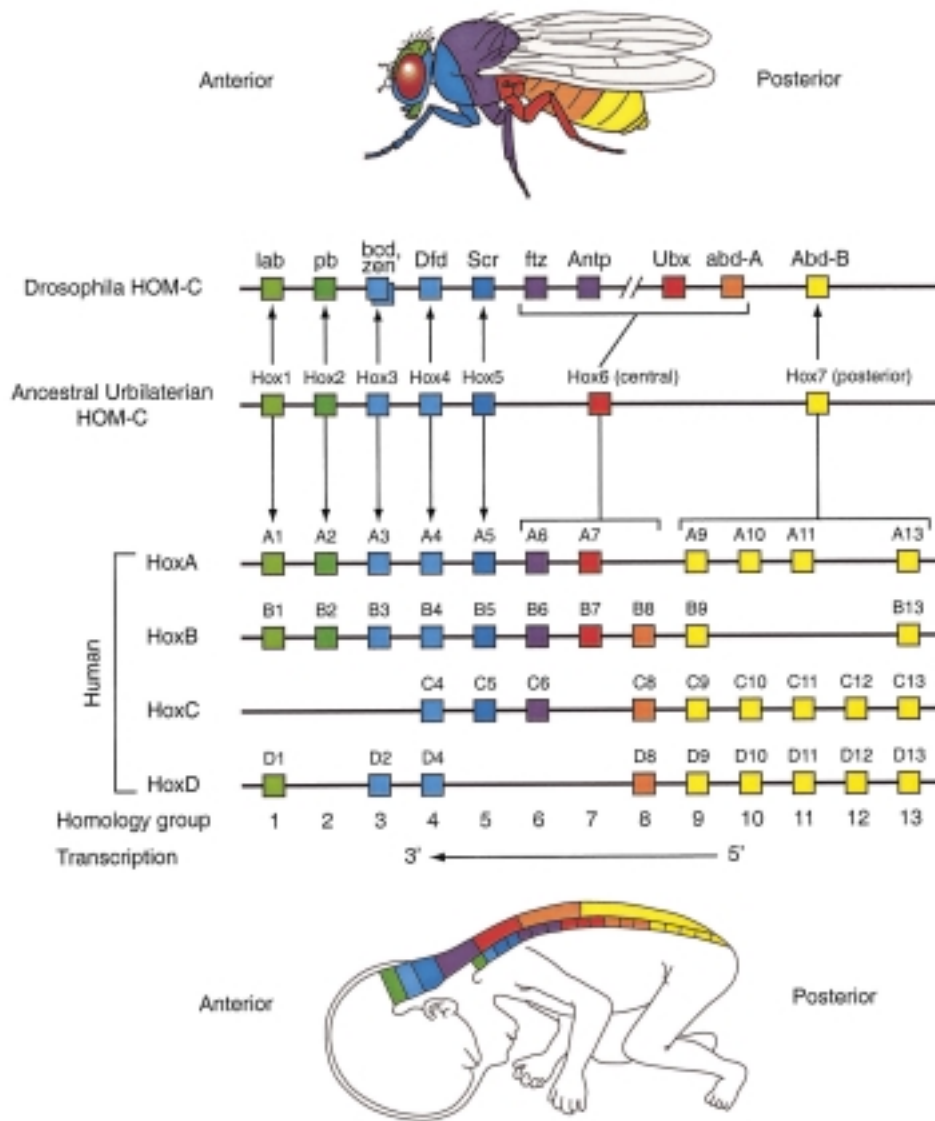 Anterior Posterior
lab pb bcd, zen Dfd Scr ftz Antp Ubx abd-A Abd-B
Drosophila HOM-C
Hox1 Hox2 Hox3 Hox4 Hox5 Hox6 (central) Hox7 (posterior)
Ancestral Urbilaterian
HOM-C
A1 A2 A3 A4 A5 A6 A7 A9 A10 A11 A13
HoxA
B1 B2 B3 B4 B5 B6 B7 B8 B9 B13
HoxB
Human
C4 C5 C6 C8 C9 C10 C11 C12 C13
HoxC
D1 D2 D4 D8 D9 D10 D11 D12 D13
HoxD
Homology group 1 2 3 4 5 6 7 8 9 10 11 12 13
Transcription 3' 5'
Anterior Posterior